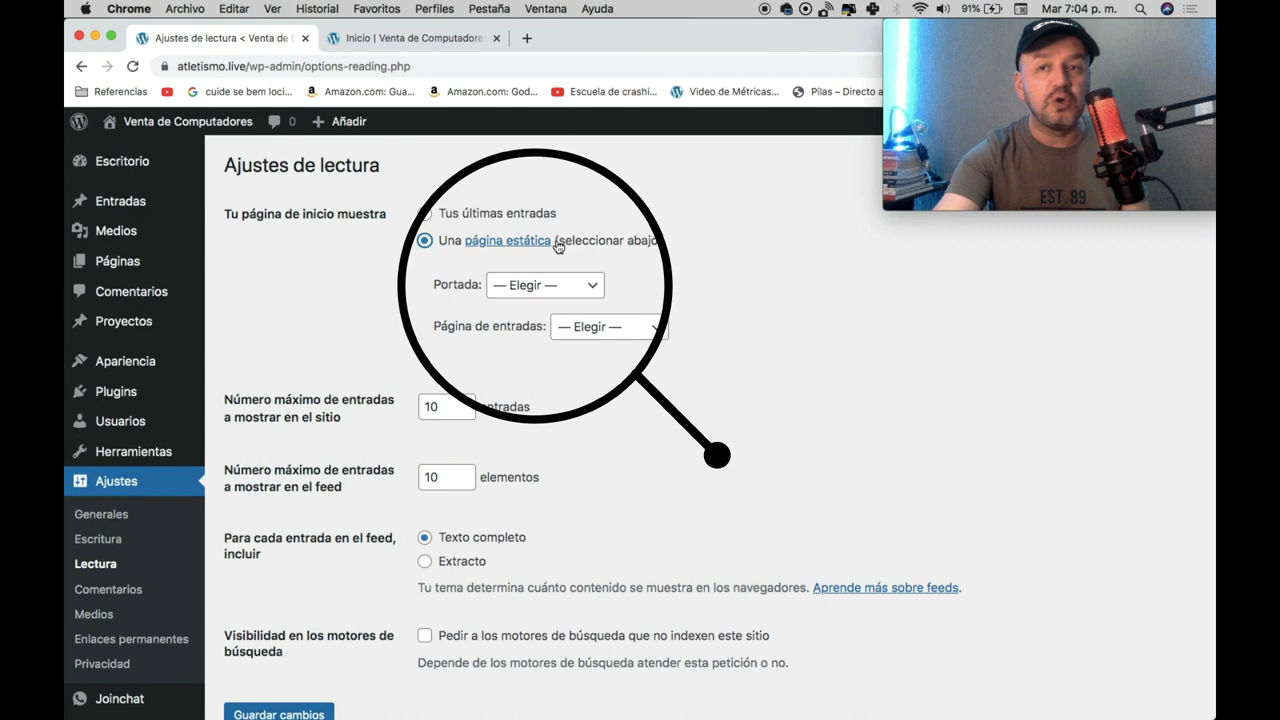 Chrome Archivo Editar Ver Historial Favoritos Perfiles Pestaña Ventana Ayuda 91% Mar 7:04 p. m.
Ajustes de lectura < Venta de Inicio | Venta de Computadores
atletismo.live/wp-admin/options-reading.php
Referencias cuide se bem loci... Amazon.com: Gua... Amazon.com: God... Escuela de crashi... Video de Métricas... Pilas – Directo a
Venta de Computadores 0 Añadir
Escritorio
Entradas
Medios
Páginas
Comentarios
Proyectos
Apariencia
Plugins
Usuarios
Herramientas
Ajustes
Generales
Escritura
Lectura
Comentarios
Medios
Enlaces permanentes
Privacidad
Joinchat
Ajustes de lectura
Tu página de inicio muestra
Tus últimas entradas
Una página estática (seleccionar abajo
Portada: — Elegir —
Página de entradas: — Elegir —
Número máximo de entradas
a mostrar en el sitio
10 entradas
Número máximo de entradas
a mostrar en el feed
10 elementos
Para cada entrada en el feed,
incluir
Texto completo
Extracto
Tu tema determina cuánto contenido se muestra en los navegadores. Aprende más sobre feeds.
Visibilidad en los motores de
búsqueda
Pedir a los motores de búsqueda que no indexen este sitio
Depende de los motores de búsqueda atender esta petición o no.
Guardar cambios
EST. 89